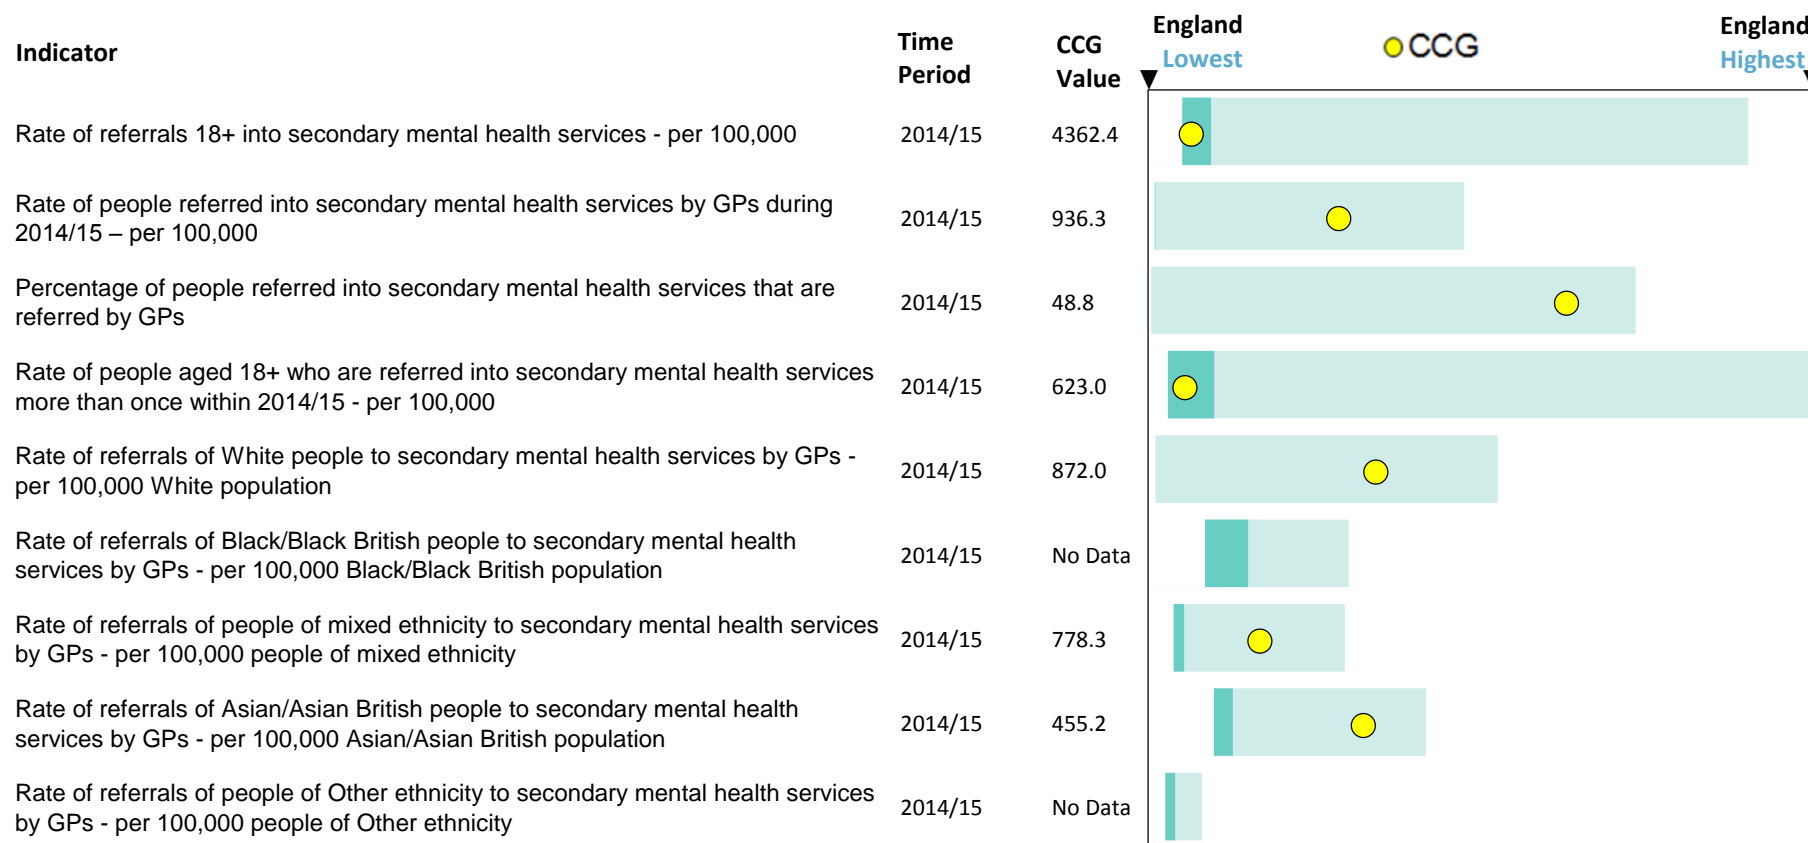 Indicator
Time
Period
CCG
Value
England
Lowest
CCG
England
Highest
Rate of referrals 18+ into secondary mental health services - per 100,000
2014/15
4362.4
Rate of people referred into secondary mental health services by GPs during
2014/15 – per 100,000
2014/15
936.3
Percentage of people referred into secondary mental health services that are
referred by GPs
2014/15
48.8
Rate of people aged 18+ who are referred into secondary mental health services
more than once within 2014/15 - per 100,000
2014/15
623.0
Rate of referrals of White people to secondary mental health services by GPs -
per 100,000 White population
2014/15
872.0
Rate of referrals of Black/Black British people to secondary mental health
services by GPs - per 100,000 Black/Black British population
2014/15
No Data
Rate of referrals of people of mixed ethnicity to secondary mental health services
by GPs - per 100,000 people of mixed ethnicity
2014/15
778.3
Rate of referrals of Asian/Asian British people to secondary mental health
services by GPs - per 100,000 Asian/Asian British population
2014/15
455.2
Rate of referrals of people of Other ethnicity to secondary mental health services
by GPs - per 100,000 people of Other ethnicity
2014/15
No Data